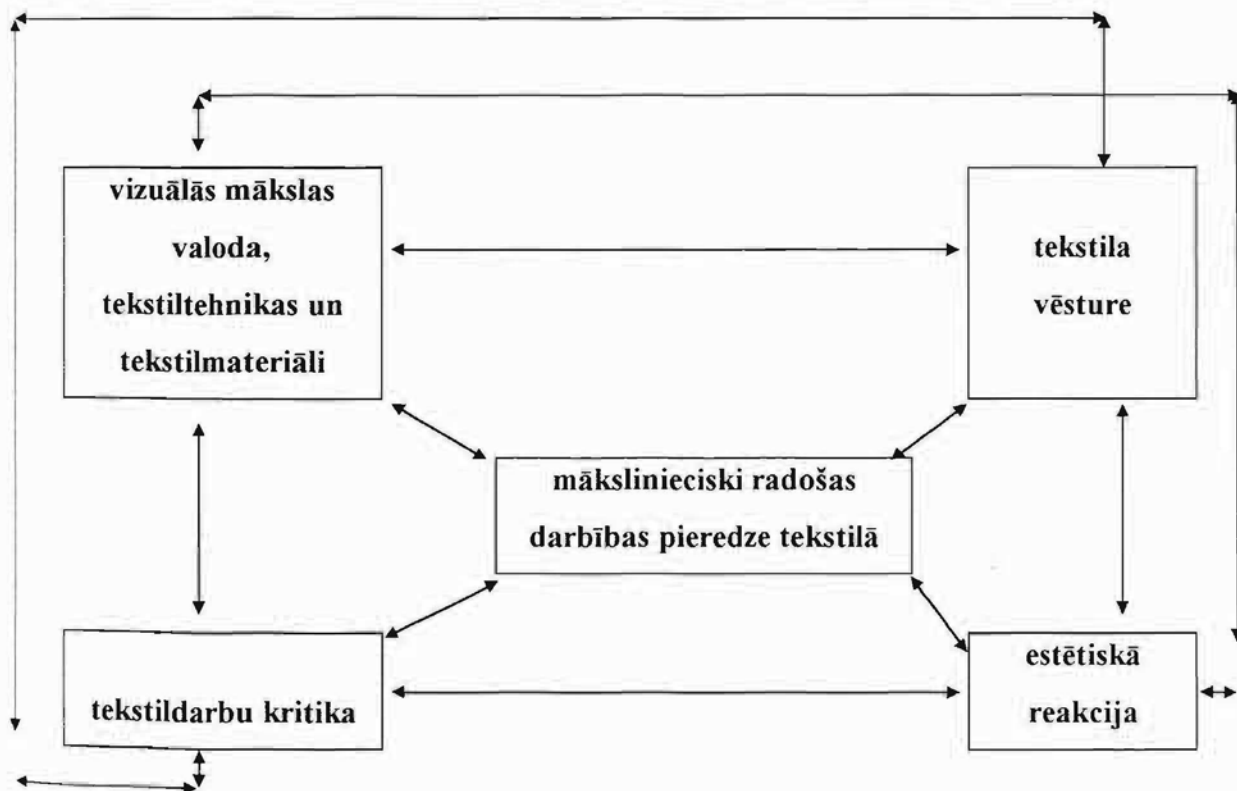 vizuālās mākslas
valoda,
tekstiltehnikas un
tekstilmateriāli
tekstila
vēsture
mākslinieciski radošas
darbības pieredze tekstilā
tekstildarbu kritika
estētiskā
reakcija